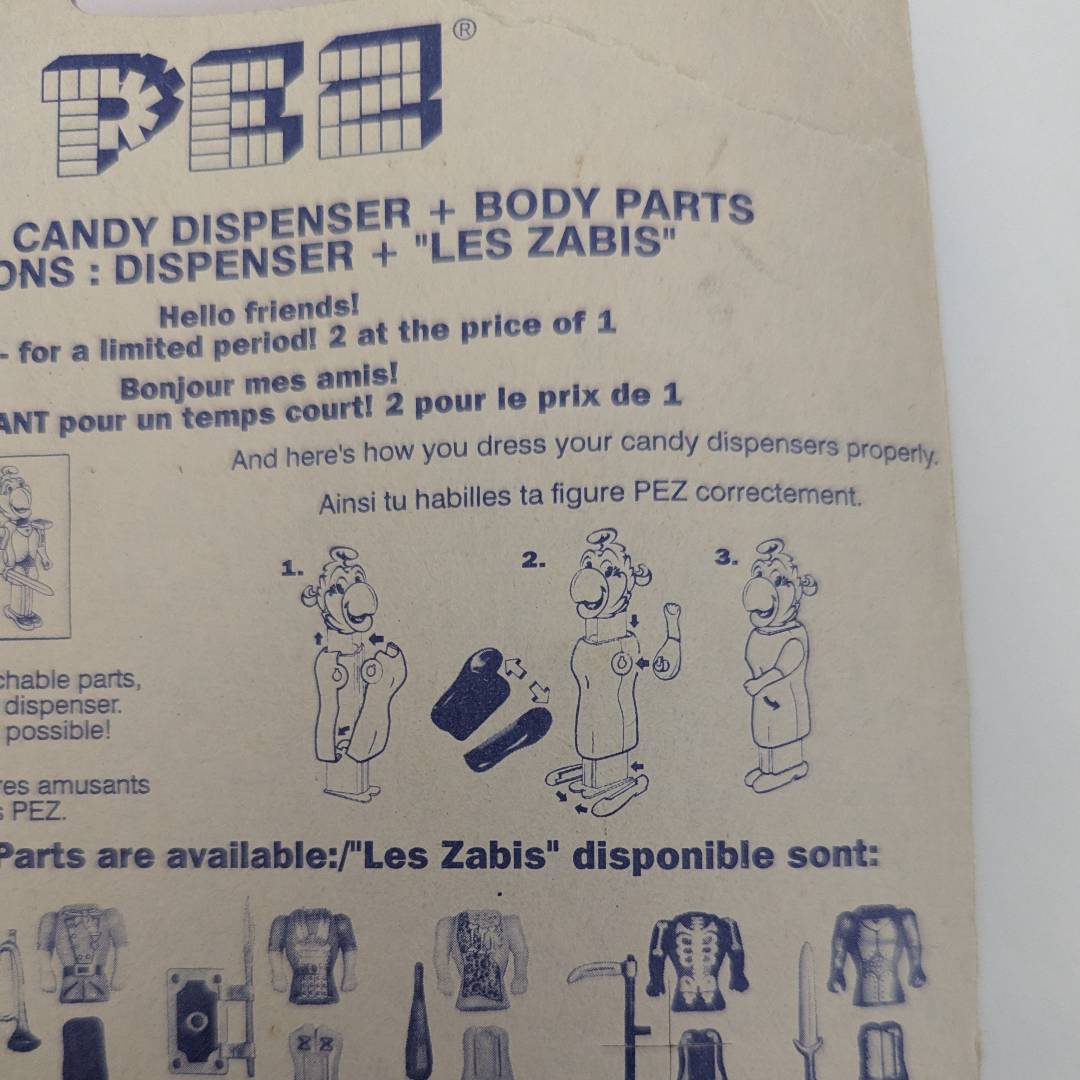 PEZ®
CANDY DISPENSER + BODY PARTS
ONS : DISPENSER + "LES ZABIS"
Hello friends!
- for a limited period! 2 at the price of 1
Bonjour mes amis!
ANT pour un temps court! 2 pour le prix de 1
And here's how you dress your candy dispensers properly.
Ainsi tu habilles ta figure PEZ correctement.
1. 2. 3.
chable parts,
dispenser.
possible!
res amusants
s PEZ.
Parts are available:/"Les Zabis" disponible sont: